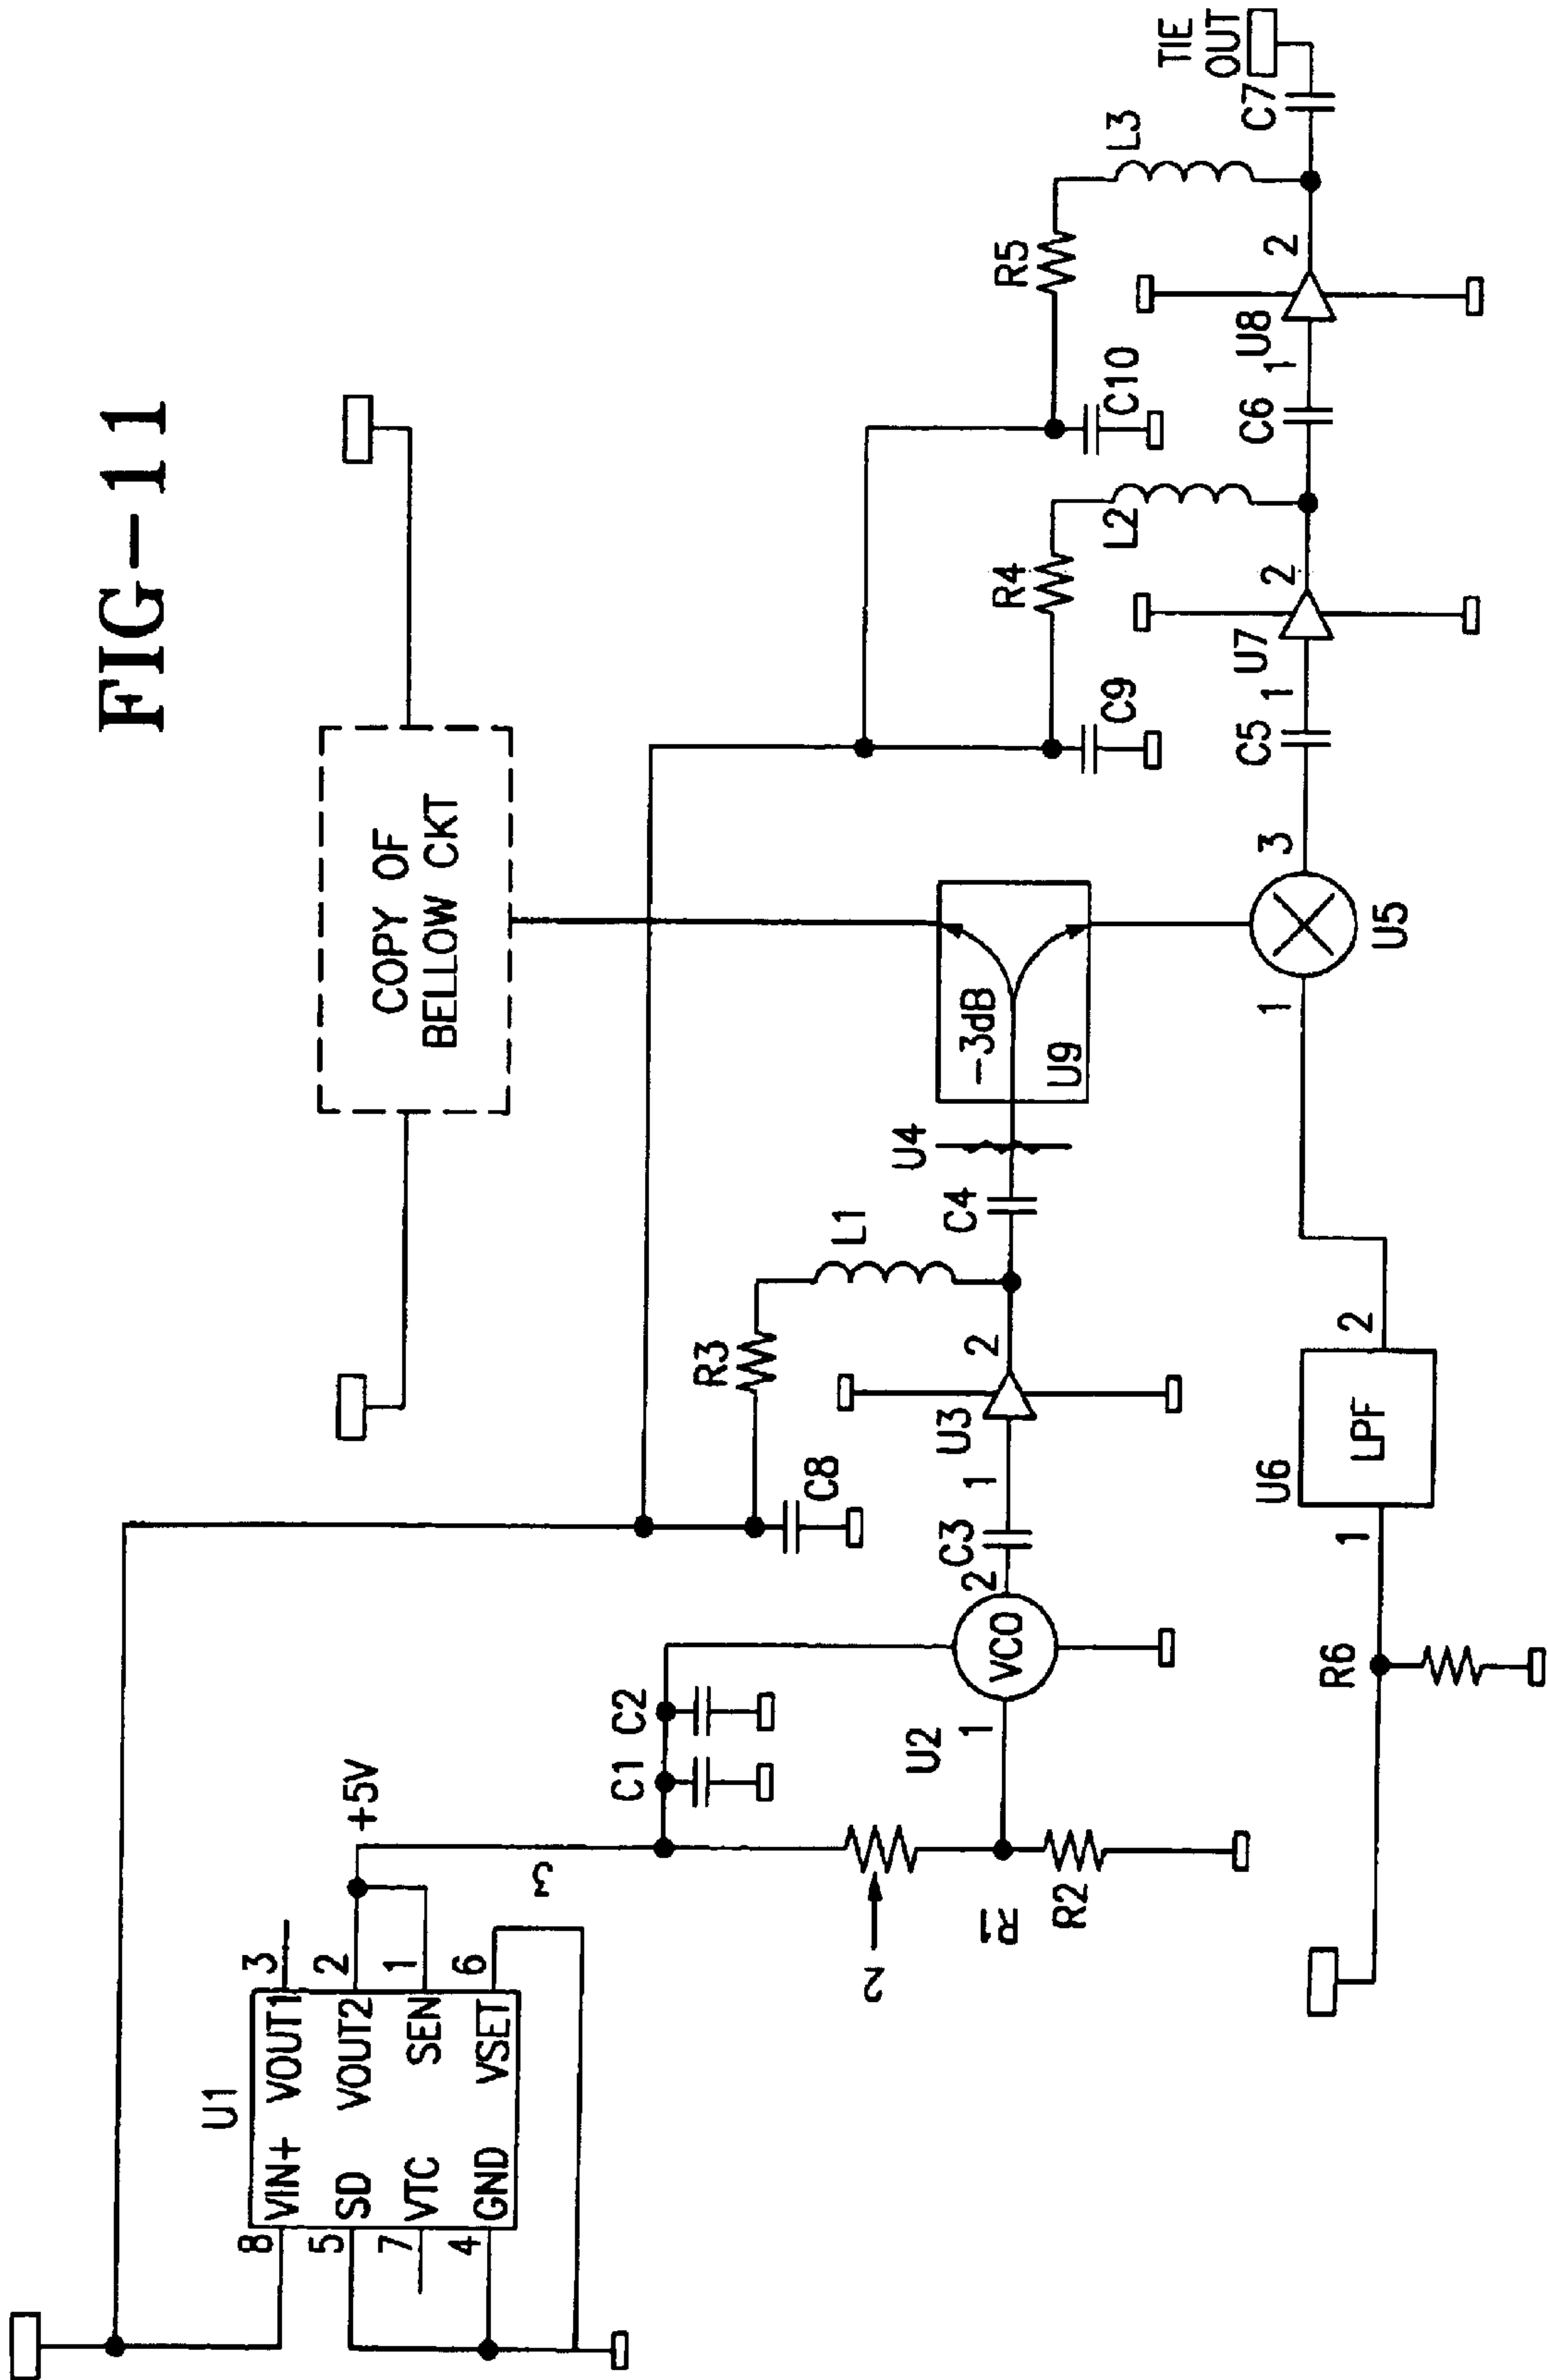 FIG-11
COPY OF
BELLOW CKT
U1
8
VIN+
VOUT1
3
5
SD
VOUT2
2
7
VTC
SEN
1
4
GND
VSET
6
+5V
3
2
R1
R2
C1
C2
U2
1
VCO
2
C3
1
U3
2
C8
R3
L1
C4
U4
-3dB
U9
R6
1
U6
LPF
2
1
U5
3
C5
1
U7
2
C9
R4
L2
C6
1
U8
2
C10
R5
L3
C7
TIE
OUT